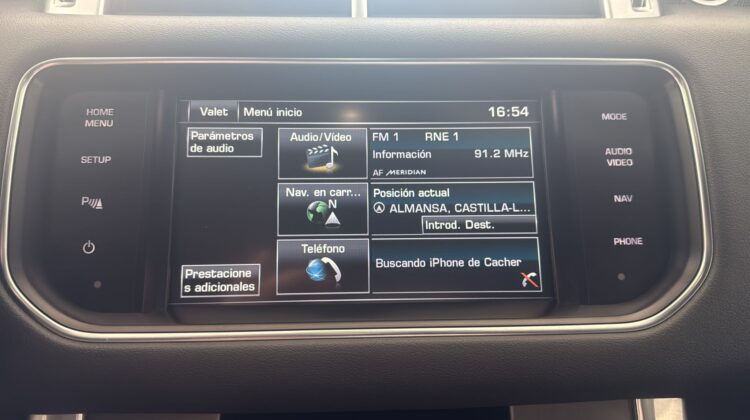 HOME
MENU
SETUP
P
MODE
AUDIO
VIDEO
NAV
PHONE
Valet
Menú inicio
16:54
Parámetros
de audio
Audio/Vídeo
FM 1
RNE 1
Información
91.2 MHz
AF MERIDIAN
Nav. en carr...
N
Posición actual
ALMANSA, CASTILLA-L...
Introd. Dest.
Teléfono
Buscando iPhone de Cacher
Prestacione
s adicionales